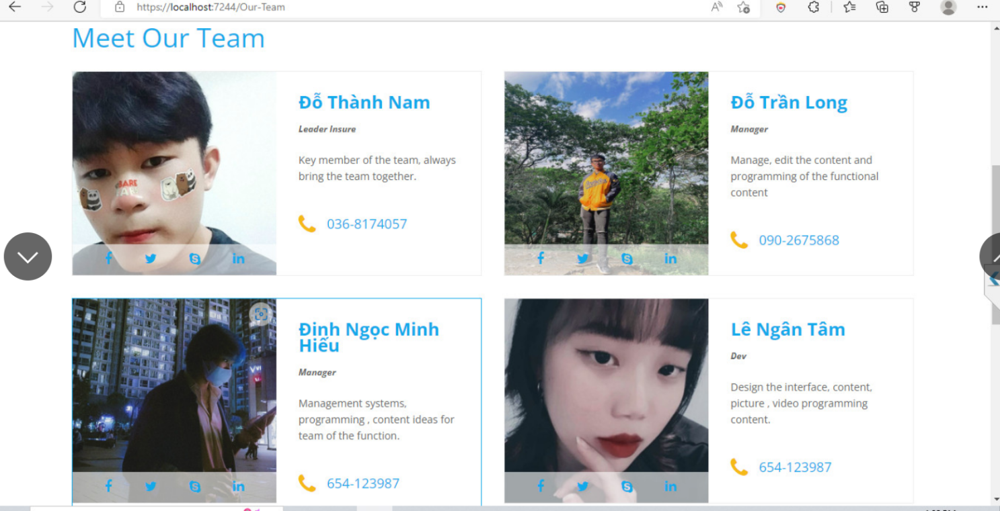 https://localhost:7244/Our-Team
Meet Our Team
Đỗ Thành Nam
Leader Insure
Key member of the team, always
bring the team together.
036-8174057
Đỗ Trần Long
Manager
Manage, edit the content and
programming of the functional
content
090-2675868
Đinh Ngọc Minh
Hiếu
Manager
Management systems,
programming , content ideas for
team of the function.
654-123987
Lê Ngân Tâm
Dev
Design the interface, content,
picture , video programming
content.
654-123987